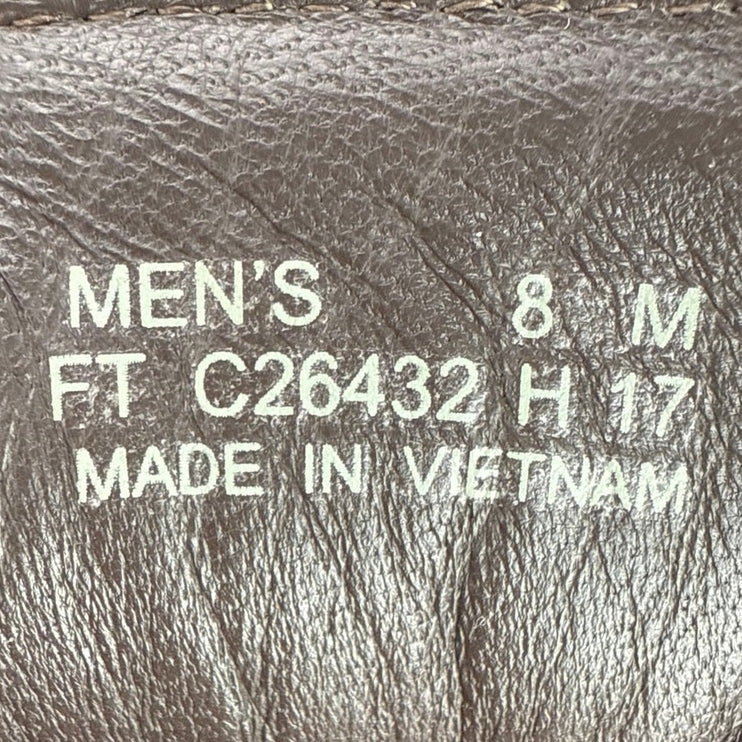 MEN'S 8 M
FT C26432 H 17
MADE IN VIETNAM